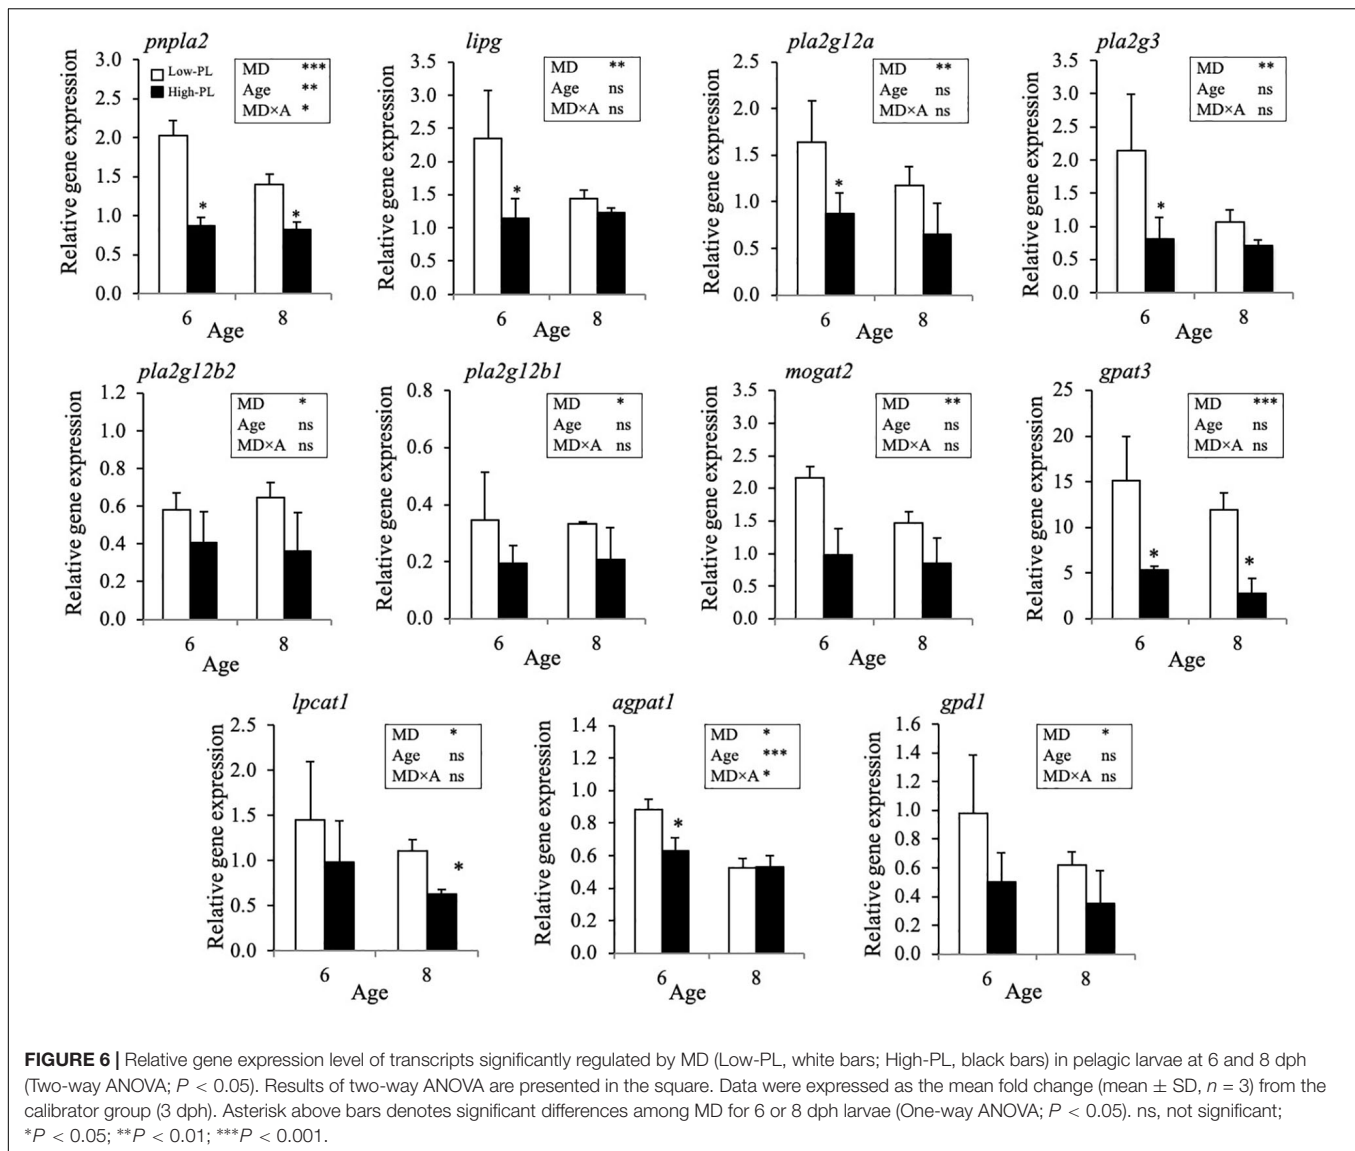 pnpla2
Relative gene expression
3.0
2.5
2.0
1.5
1.0
0.5
0.0
Low-PL
High-PL
MD ***
Age **
MD×A *
*
*
6 8
Age
lipg
Relative gene expression
3.5
3.0
2.5
2.0
1.5
1.0
0.5
0.0
MD **
Age ns
MD×A ns
*
6 8
Age
pla2g12a
Relative gene expression
2.5
2.0
1.5
1.0
0.5
0.0
MD **
Age ns
MD×A ns
*
6 8
Age
pla2g3
Relative gene expression
3.5
3.0
2.5
2.0
1.5
1.0
0.5
0.0
MD **
Age ns
MD×A ns
*
6 8
Age
pla2g12b2
Relative gene expression
1.2
1.0
0.8
0.6
0.4
0.2
0.0
MD *
Age ns
MD×A ns
6 8
Age
pla2g12b1
Relative gene expression
0.8
0.6
0.4
0.2
0.0
MD *
Age ns
MD×A ns
6 8
Age
mogat2
Relative gene expression
3.5
3.0
2.5
2.0
1.5
1.0
0.5
0.0
MD **
Age ns
MD×A ns
6 8
Age
gpat3
Relative gene expression
25
20
15
10
5
0
MD ***
Age ns
MD×A ns
*
*
6 8
Age
lpcat1
Relative gene expression
2.5
2.0
1.5
1.0
0.5
0.0
MD *
Age ns
MD×A ns
*
6 8
Age
agpat1
Relative gene expression
1.4
1.2
1.0
0.8
0.6
0.4
0.2
0.0
MD *
Age ***
MD×A *
*
6 8
Age
gpd1
Relative gene expression
1.6
1.4
1.2
1.0
0.8
0.6
0.4
0.2
0.0
MD *
Age ns
MD×A ns
6 8
Age
FIGURE 6 | Relative gene expression level of transcripts significantly regulated by MD (Low-PL, white bars; High-PL, black bars) in pelagic larvae at 6 and 8 dph
(Two-way ANOVA; P < 0.05). Results of two-way ANOVA are presented in the square. Data were expressed as the mean fold change (mean ± SD, n = 3) from the
calibrator group (3 dph). Asterisk above bars denotes significant differences among MD for 6 or 8 dph larvae (One-way ANOVA; P < 0.05). ns, not significant;
*P < 0.05; **P < 0.01; ***P < 0.001.